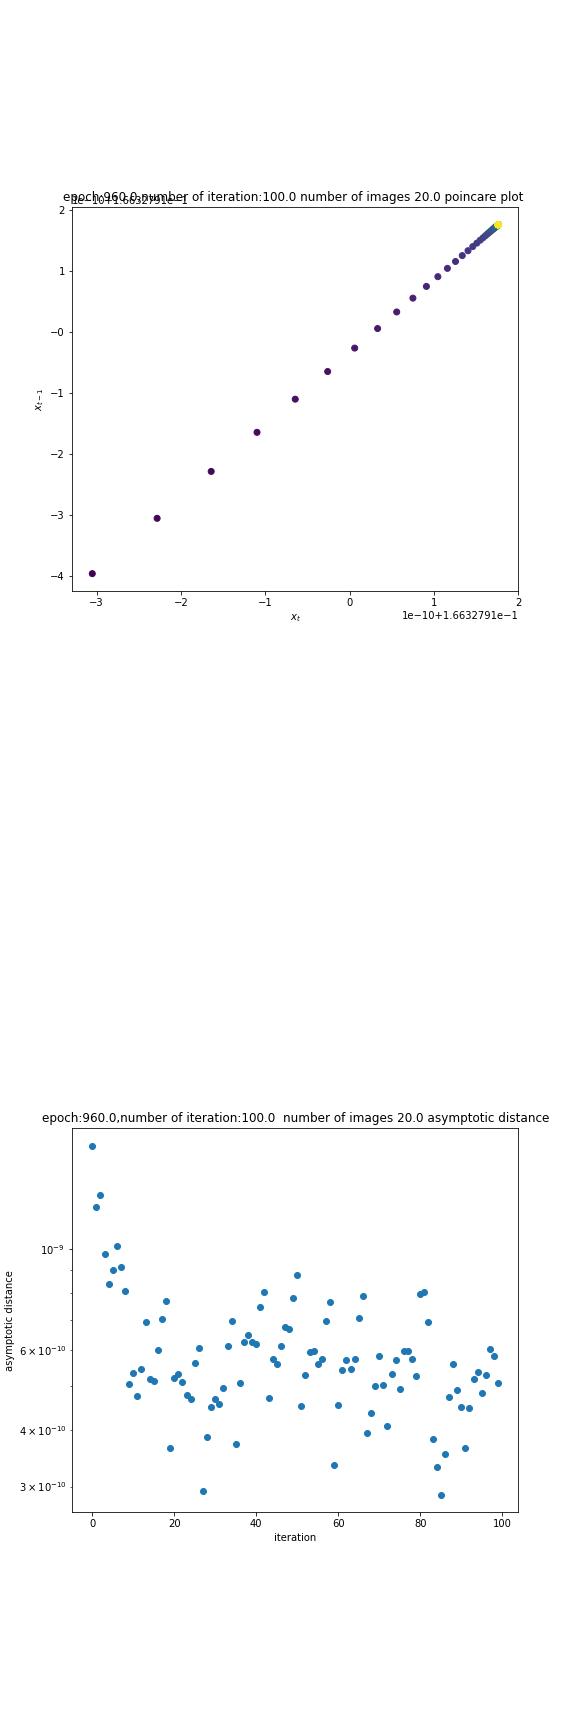 epoch:960.0,number of iteration:100.0 number of images 20.0 poincare plot
1e−10+1.6632791e−1
2
1
−0
−1
−2
−3
−4
x_{t−1}
−3 −2 −1 0 1 2
x_t
1e−10+1.6632791e−1
epoch:960.0,number of iteration:100.0 number of images 20.0 asymptotic distance
10^{−9}
6 × 10^{−10}
4 × 10^{−10}
3 × 10^{−10}
asymptotic distance
0 20 40 60 80 100
iteration